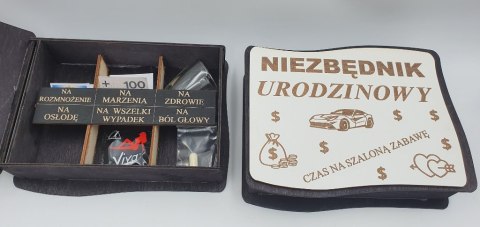 NA ROZMNOŻENIE
NA MARZENIA
NA ZDROWIE
NA OSŁODĘ
NA WSZELKI WYPADEK
NA BÓL GŁOWY
100
Viva
NIEZBĘDNIK
URODZINOWY
$
$
$
$
$
$
$
CZAS NA SZALONĄ ZABAWĘ